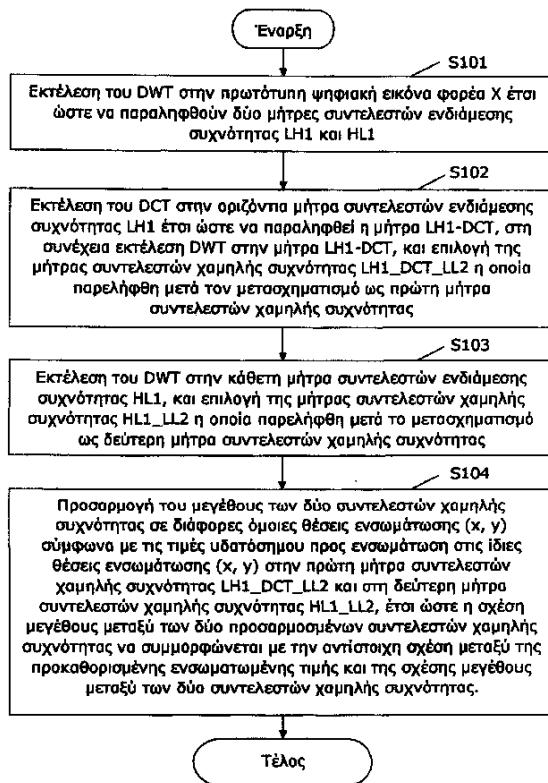 Έναρξη
S101
Εκτέλεση του DWT στην πρωτότυπη ψηφιακή εικόνα φορέα X έτσι
ώστε να παραληφθούν δύο μήτρες συντελεστών ενδιάμεσης
συχνότητας LH1 και HL1
S102
Εκτέλεση του DCT στην οριζόντια μήτρα συντελεστών ενδιάμεσης
συχνότητας LH1 έτσι ώστε να παραληφθεί η μήτρα LH1-DCT, στη
συνέχεια εκτέλεση DWT στην μήτρα LH1-DCT, και επιλογή της
μήτρας συντελεστών χαμηλής συχνότητας LH1_DCT_LL2 η οποία
παρελήφθη μετά τον μετασχηματισμό ως πρώτη μήτρα
συντελεστών χαμηλής συχνότητας
S103
Εκτέλεση του DWT στην κάθετη μήτρα συντελεστών ενδιάμεσης
συχνότητας HL1, και επιλογή της μήτρας συντελεστών χαμηλής
συχνότητας HL1_LL2 η οποία παρελήφθη μετά το μετασχηματισμό
ως δεύτερη μήτρα συντελεστών χαμηλής συχνότητας
S104
Προσαρμογή του μεγέθους των δύο συντελεστών χαμηλής
συχνότητας σε διάφορες όμοιες θέσεις ενσωμάτωσης (x, y)
σύμφωνα με τις τιμές υδατόσημου προς ενσωμάτωση στις ίδιες
θέσεις ενσωμάτωσης (x, y) στην πρώτη μήτρα συντελεστών
χαμηλής συχνότητας LH1_DCT_LL2 και στη δεύτερη μήτρα
συντελεστών χαμηλής συχνότητας HL1_LL2, έτσι ώστε η σχέση
μεγέθους μεταξύ των δύο προσαρμοσμένων συντελεστών χαμηλής
συχνότητας να συμμορφώνεται με την αντίστοιχη σχέση μεταξύ της
προκαθορισμένης ενσωματωμένης τιμής και της σχέσης μεγέθους
μεταξύ των δύο συντελεστών χαμηλής συχνότητας.
Τέλος